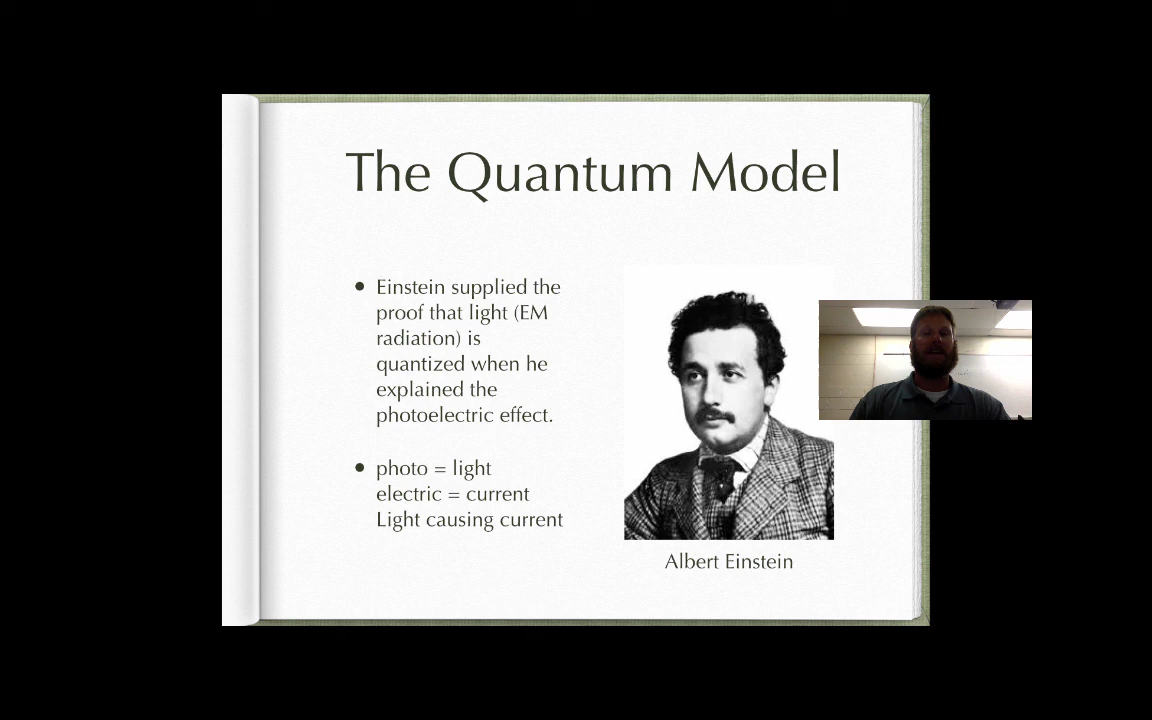 The Quantum Model
• Einstein supplied the
proof that light (EM
radiation) is
quantized when he
explained the
photoelectric effect.
• photo = light
electric = current
Light causing current
Albert Einstein